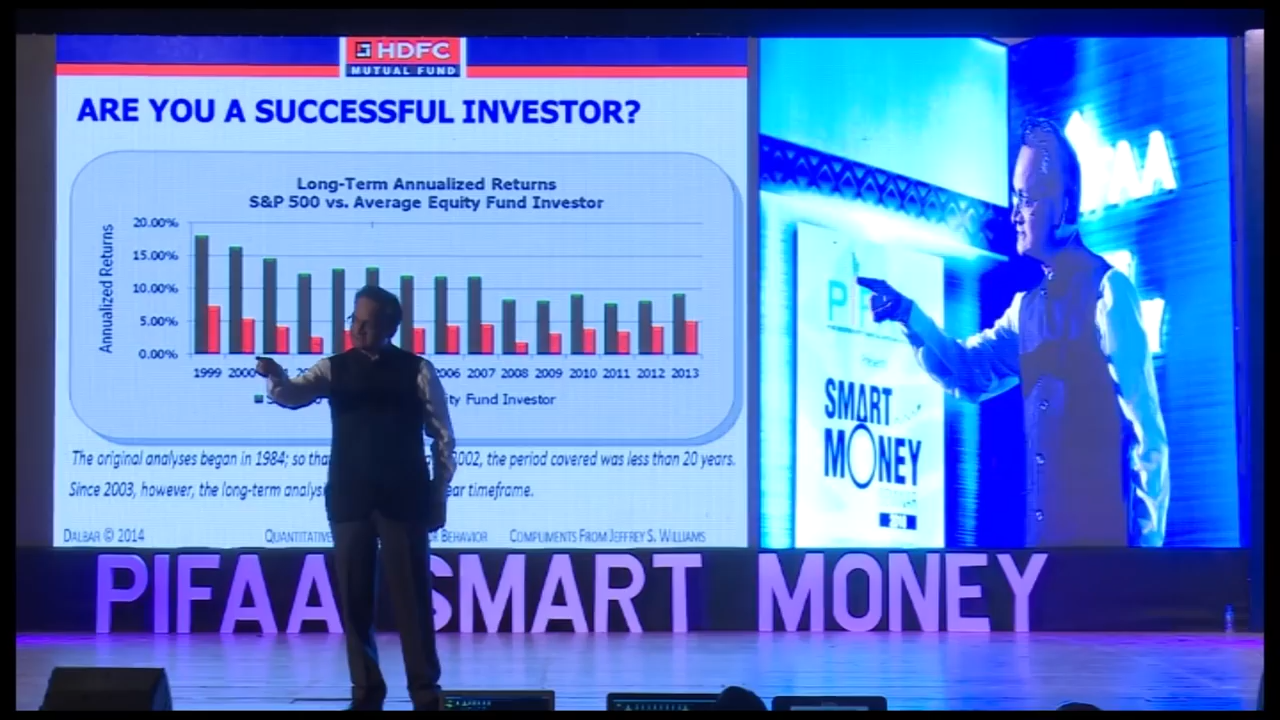 HDFC
MUTUAL FUND
ARE YOU A SUCCESSFUL INVESTOR?
Long-Term Annualized Returns
S&P 500 vs. Average Equity Fund Investor
Annualized Returns
20.00%
15.00%
10.00%
5.00%
0.00%
1999 2000 2006 2007 2008 2009 2010 2011 2012 2013
Fund Investor
The original analyses began in 1984; so 2002, the period covered was less than 20 years.
Since 2003, however, the long-term timeframe.
DALBAR © 2014 QUANTITATIVE BEHAVIOR COMPLIMENTS FROM JEFFREY S. WILLIAMS
SMART
MONEY
PIFAA SMART MONEY